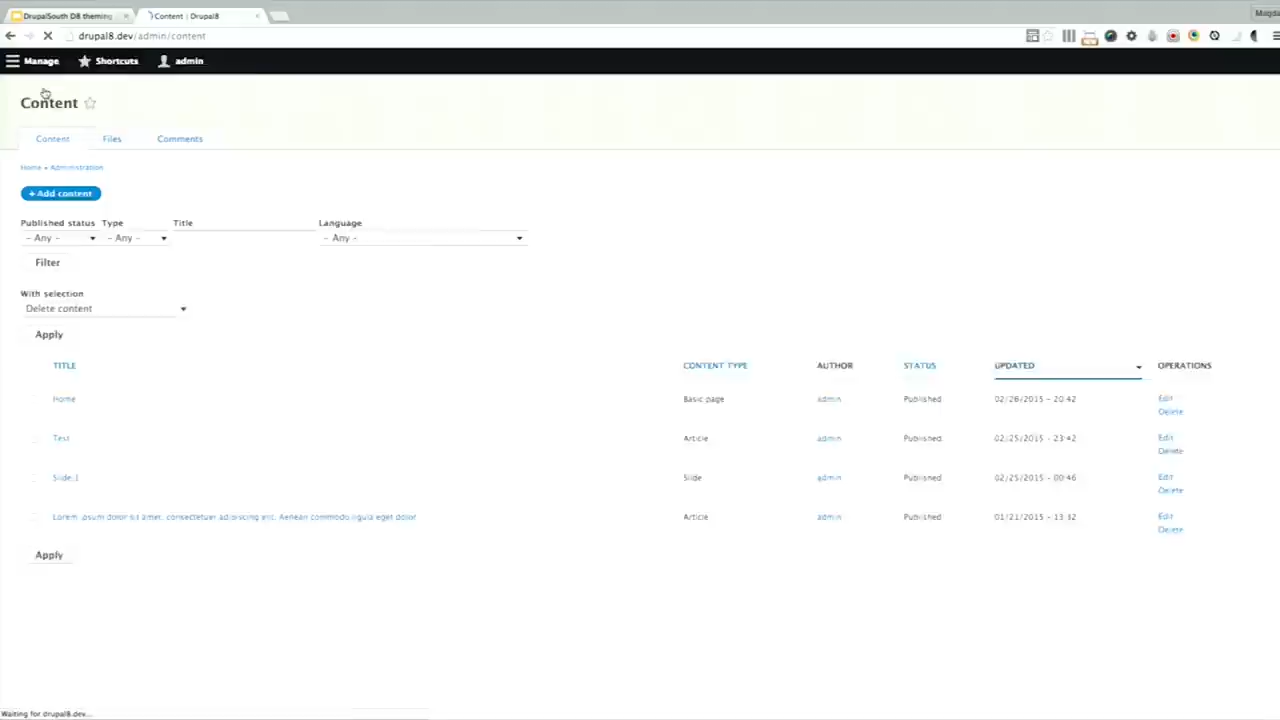 DrupalSouth D8 theming
Content | Drupal8
drupal8.dev/admin/content
Manage Shortcuts admin
Content
Content Files Comments
Home » Administration
+ Add content
Published status Type Title Language
- Any - - Any - - Any -
Filter
With selection
Delete content
Apply
TITLE CONTENT TYPE AUTHOR STATUS UPDATED OPERATIONS
Home Basic page admin Published 02/28/2015 - 20:42 Edit
Delete
Test Article admin Published 02/25/2015 - 23:42 Edit
Delete
Slide 1 Slide admin Published 02/25/2015 - 00:46 Edit
Delete
Lorem ipsum dolor sit amet, consectetuer adipiscing elit. Aenean commodo ligula eget dolor Article admin Published 01/21/2015 - 13:32 Edit
Delete
Apply
Waiting for drupal8.dev...